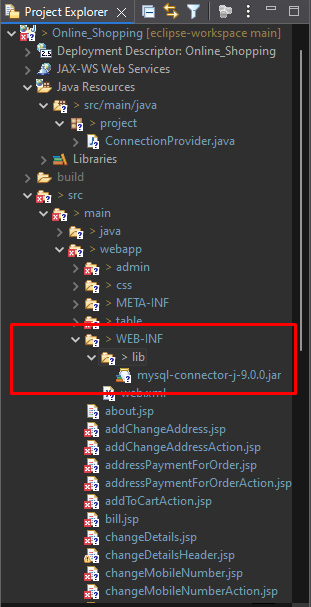 Project Explorer
> Online_Shopping [eclipse-workspace main]
> Deployment Descriptor: Online_Shopping
> JAX-WS Web Services
> Java Resources
> src/main/java
> project
> ConnectionProvider.java
> Libraries
> build
> src
> main
> java
> webapp
> admin
> css
> META-INF
> table
> WEB-INF
> lib
mysql-connector-j-9.0.0.jar
web.xml
about.jsp
addChangeAddress.jsp
addChangeAddressAction.jsp
addressPaymentForOrder.jsp
addressPaymentForOrderAction.jsp
addToCartAction.jsp
bill.jsp
changeDetails.jsp
changeDetailsHeader.jsp
changeMobileNumber.jsp
changeMobileNumberAction.jsp